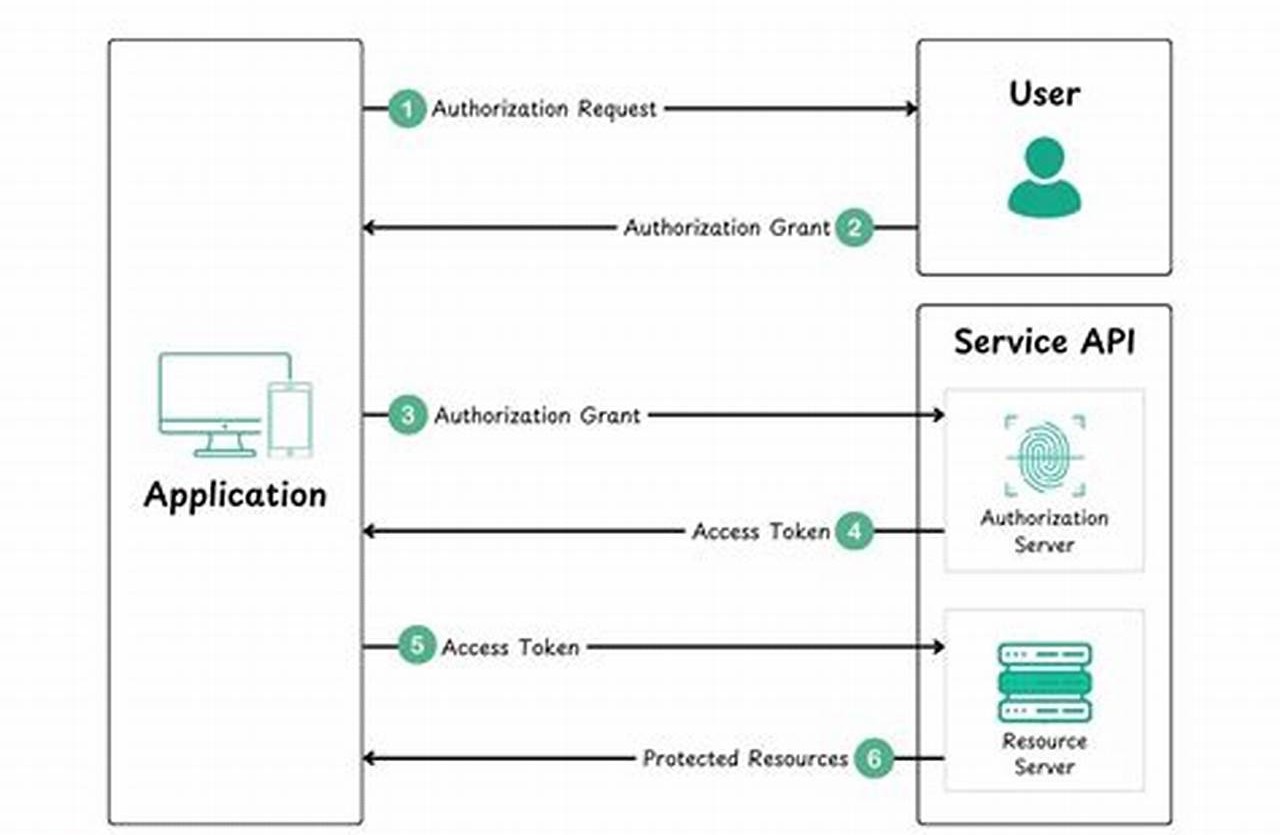 1 Authorization Request
User
Authorization Grant 2
Service API
3 Authorization Grant
Application
Authorization
Server
Access Token 4
5 Access Token
Resource
Server
Protected Resources 6